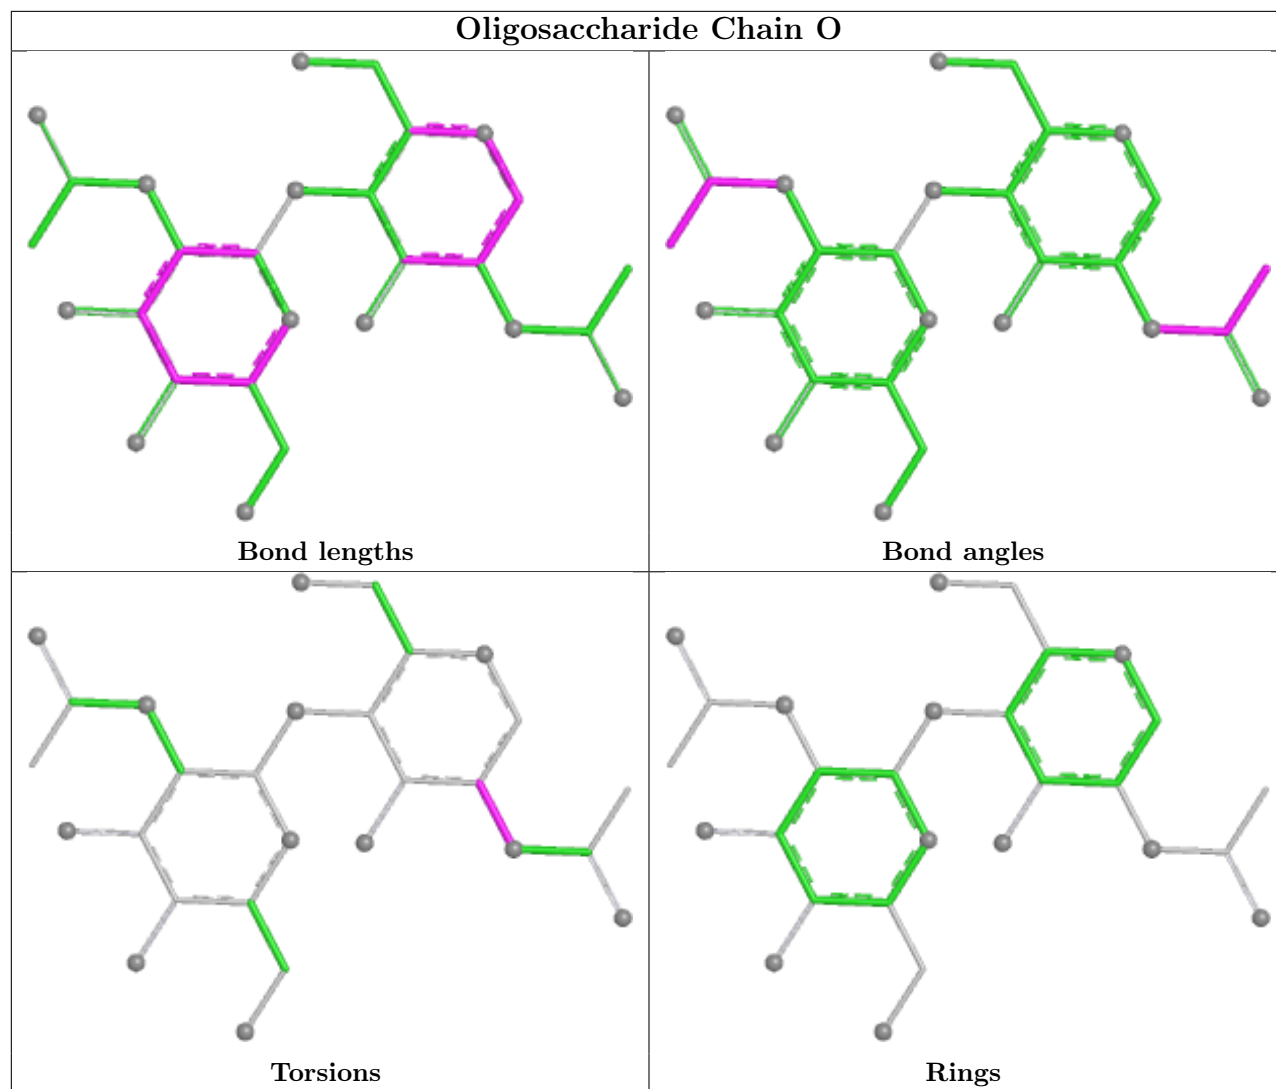 Oligosaccharide Chain O
Bond lengths
Bond angles
Torsions
Rings